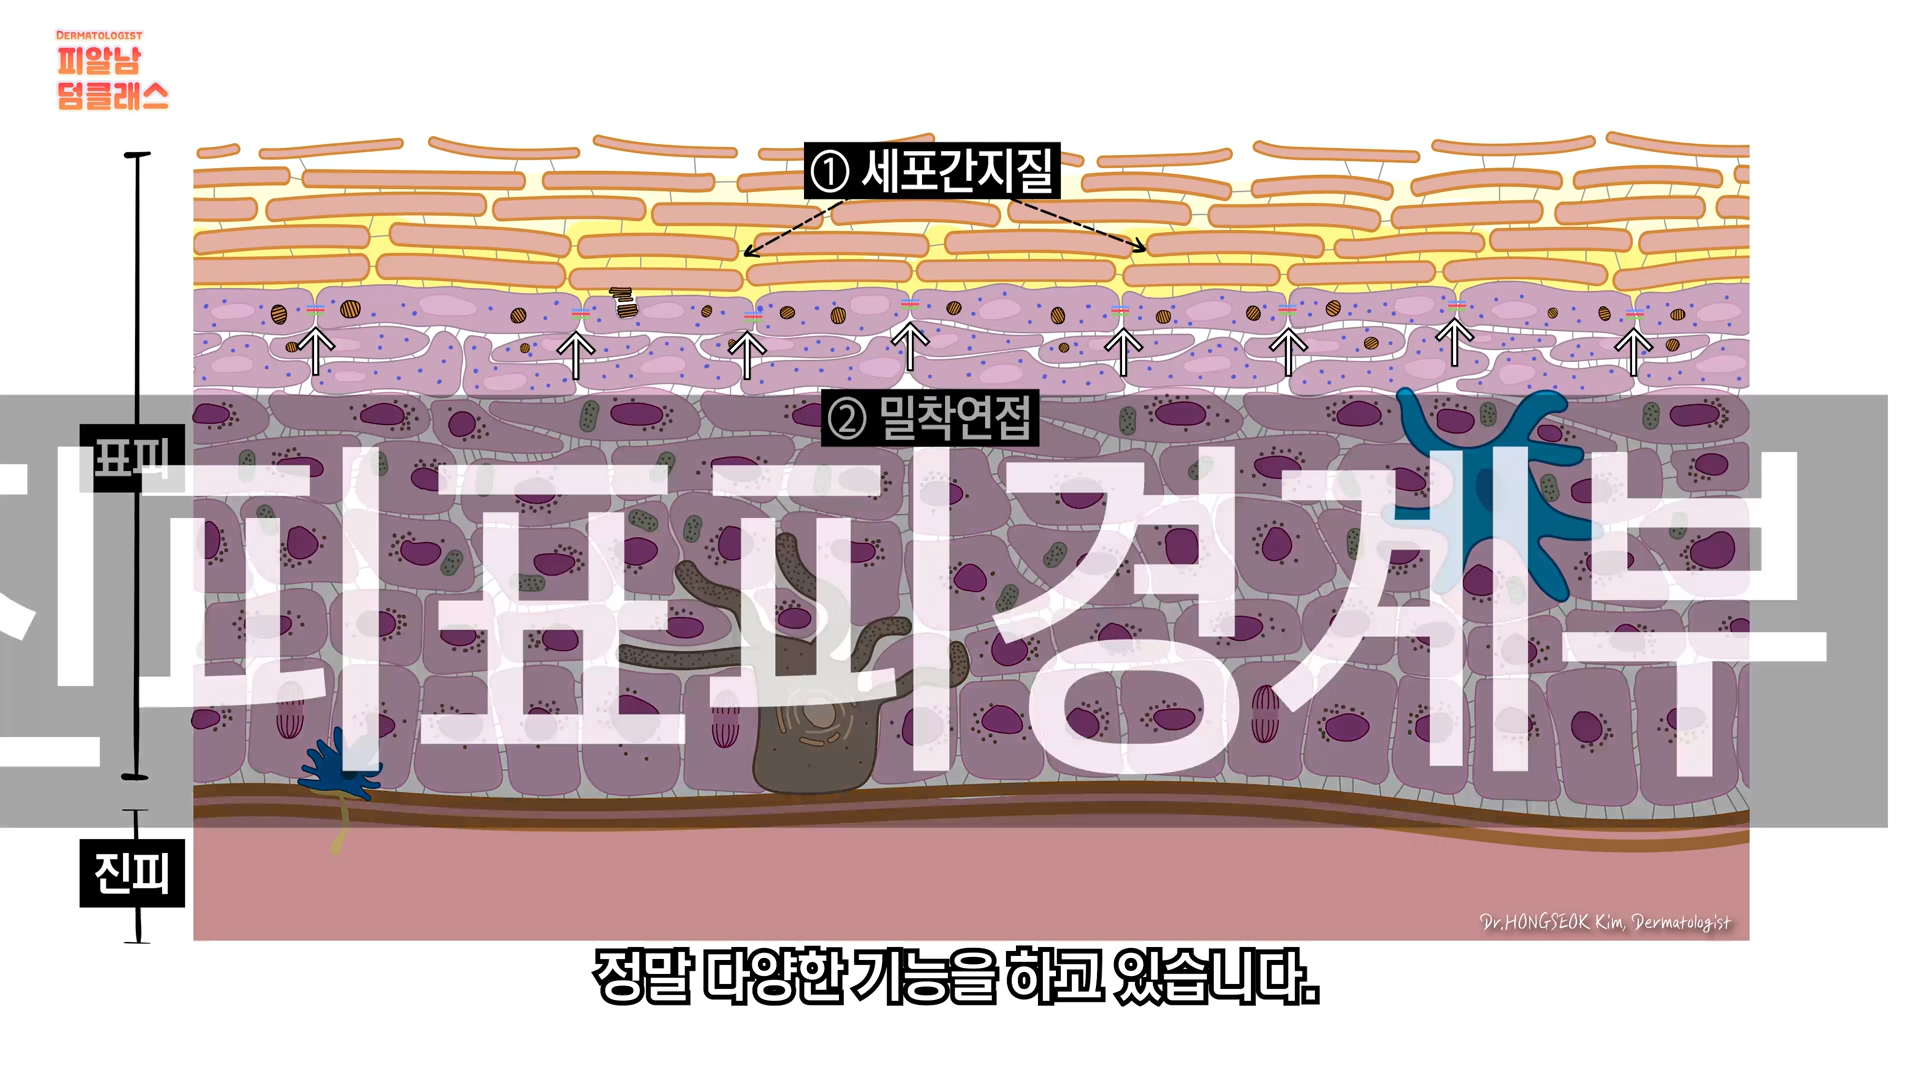 DERMATOLOGIST
피알남
덤클래스
① 세포간지질
② 밀착연접
표피
진피표피경계부
진피
Dr.HONGSEOK Kim, Dermatologist
정말 다양한 기능을 하고 있습니다.